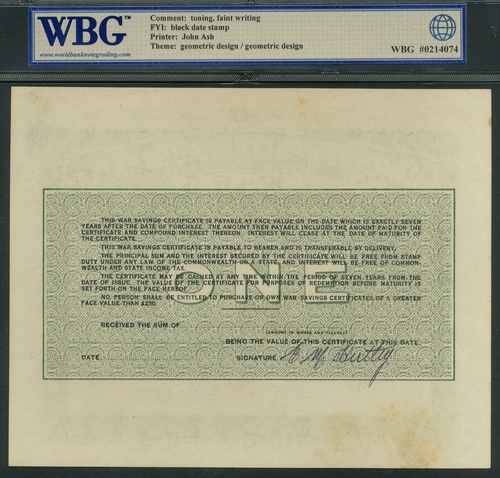 WBG™
www.worldbanknotegrading.com
Comment: toning, faint writing
FYI: black date stamp
Printer: John Ash
Theme: geometric design / geometric design
WBG #0214074
THIS WAR SAVINGS CERTIFICATE IS PAYABLE AT FACE VALUE ON THE DATE WHICH IS EXACTLY SEVEN
YEARS AFTER THE DATE OF PURCHASE. THE AMOUNT THEN PAYABLE INCLUDES THE AMOUNT PAID FOR THE
CERTIFICATE AND COMPOUND INTEREST THEREON. INTEREST WILL CEASE AT THE DATE OF MATURITY
OF THE CERTIFICATE.
THIS WAR SAVINGS CERTIFICATE IS PAYABLE TO BEARER AND IS TRANSFERABLE BY DELIVERY.
THE PRINCIPAL SUM AND THE INTEREST SECURED BY THE CERTIFICATE WILL BE FREE FROM STAMP
DUTY UNDER ANY LAW OF THE COMMONWEALTH OR A STATE, AND INTEREST WILL BE FREE OF COMMON-
WEALTH AND STATE INCOME TAX.
THE CERTIFICATE MAY BE CASHED AT ANY TIME WITHIN THE PERIOD OF SEVEN YEARS FROM THE
DATE OF ISSUE. THE VALUE OF THE CERTIFICATE FOR PURPOSES OF REDEMPTION BEFORE MATURITY IS
SET FORTH ON THE FACE HEREOF.
NO PERSON SHALL BE ENTITLED TO PURCHASE OR OWN WAR SAVINGS CERTIFICATES OF A GREATER
FACE VALUE THAN £250.
ONE
RECEIVED THE SUM OF
(AMOUNT IN WORDS AND FIGURES)
BEING THE VALUE OF THIS CERTIFICATE AT THIS DATE.
DATE
SIGNATURE